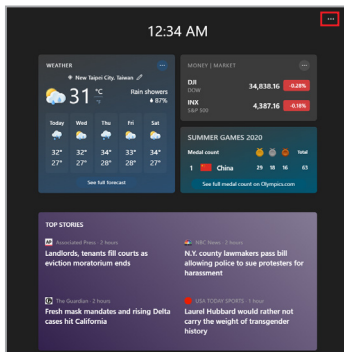 12:34 AM
WEATHER
New Taipei City, Taiwan
31 °C
°F
Rain showers
87%
Today Wed Thu Fri Sat
32° 32° 34° 33° 34°
27° 27° 28° 27° 27°
See full forecast
MONEY | MARKET
DJI
DOW
34,838.16 -0.28%
INX
S&P 500
4,387.16 -0.18%
SUMMER GAMES 2020
Medal count Total
1 China 29 18 16 63
See full medal count on Olympics.com
TOP STORIES
AP Associated Press · 2 hours
Landlords, tenants fill courts as
eviction moratorium ends
NBC News · 2 hours
N.Y. county lawmakers pass bill
allowing police to sue protesters for
harassment
The Guardian · 2 hours
Fresh mask mandates and rising Delta
cases hit California
USA TODAY SPORTS · 1 hour
Laurel Hubbard would rather not
carry the weight of transgender
history